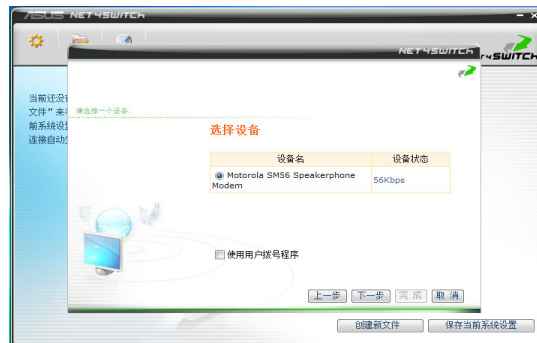 ASUS NET4SWITCH
NET4SWITCH
当前还没
文件"来
前系统设
连接自动
请选择一个设备.
选择设备
设备名 设备状态
Motorola SM56 Speakerphone Modem 56Kbps
使用用户拨号程序
上一步 下一步 完成 取消
创建新文件 保存当前系统设置